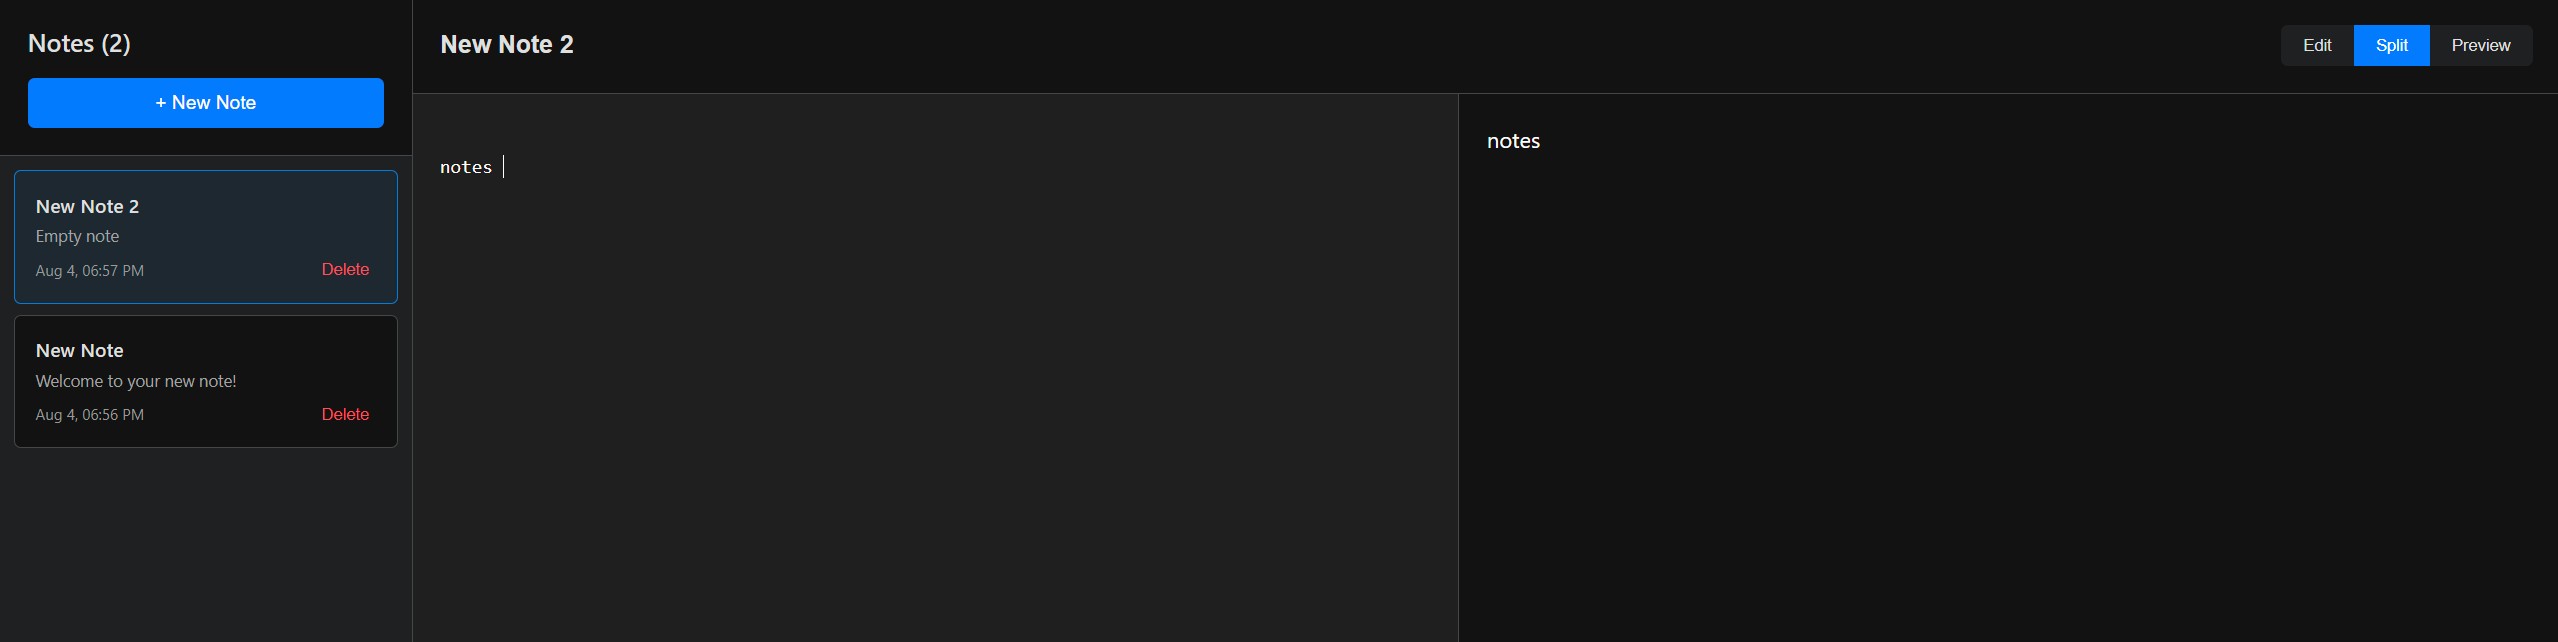 Notes (2)
+ New Note
New Note 2
Empty note
Aug 4, 06:57 PM Delete
New Note
Welcome to your new note!
Aug 4, 06:56 PM Delete
New Note 2
Edit Split Preview
notes
notes